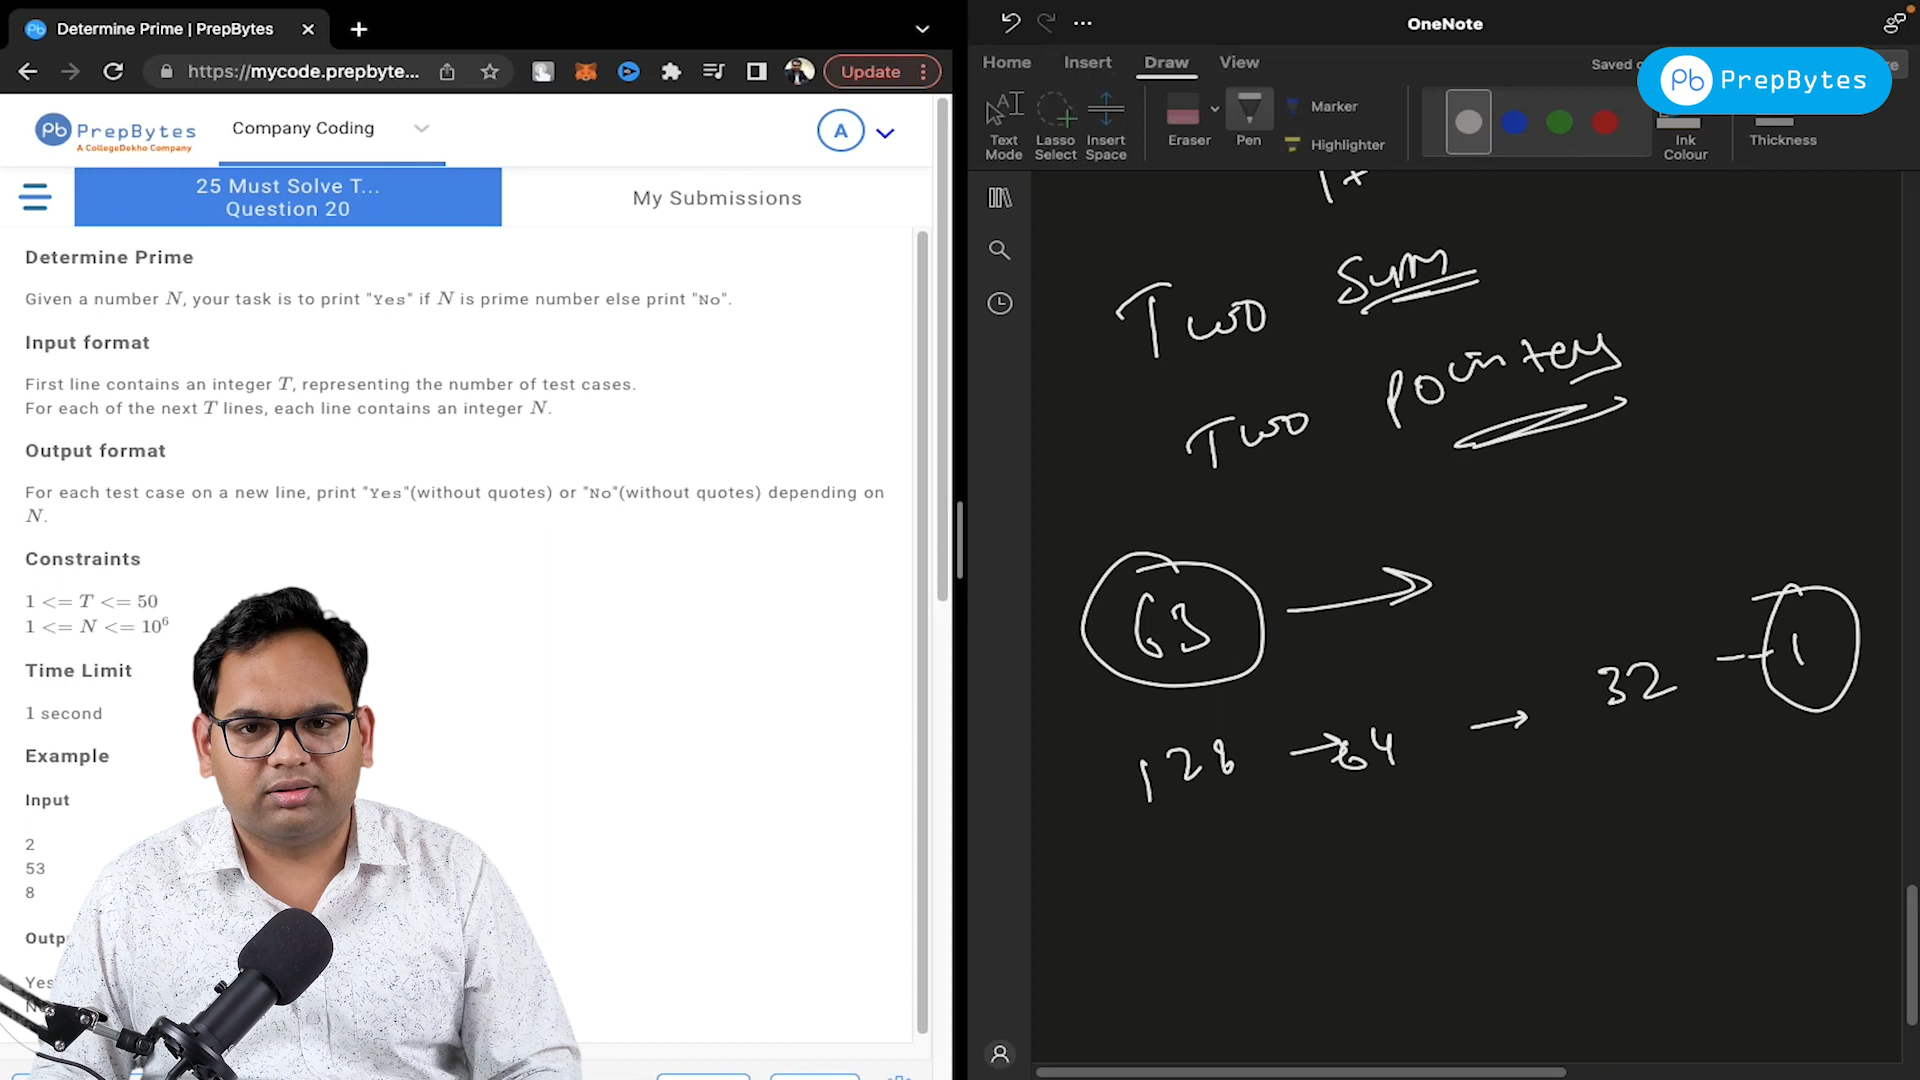 Determine Prime | PrepBytes
https://mycode.prepbyte...
Update
PrepBytes
A CollegeDekho Company
Company Coding
A
25 Must Solve T...
Question 20
My Submissions
Determine Prime
Given a number N, your task is to print "Yes" if N is prime number else print "No".
Input format
First line contains an integer T, representing the number of test cases.
For each of the next T lines, each line contains an integer N.
Output format
For each test case on a new line, print "Yes"(without quotes) or "No"(without quotes) depending on
N.
Constraints
1 <= T <= 50
1 <= N <= 10⁶
Time Limit
1 second
Example
Input
2
53
8
Outp
Yes
OneNote
Home
Insert
Draw
View
Saved
Pb PrepBytes
Text Mode
Lasso Select
Insert Space
Eraser
Pen
Marker
Highlighter
Ink Colour
Thickness
Two Sum
Two Pointers
63
128 → 64 → 32 -- 1